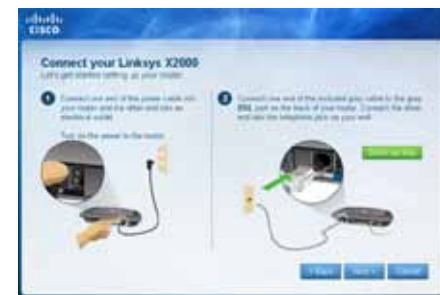 CISCO
Connect your Linksys X2000
Let's get started setting up your router.
1 Connect one end of the power cable into
your router and the other end into an
electrical outlet.
Turn on the power to the router.
2 Connect one end of the included gray cable to the gray
DSL port on the back of your router. Connect the other
end into the telephone jack on your wall.
< Back
Next >
Cancel